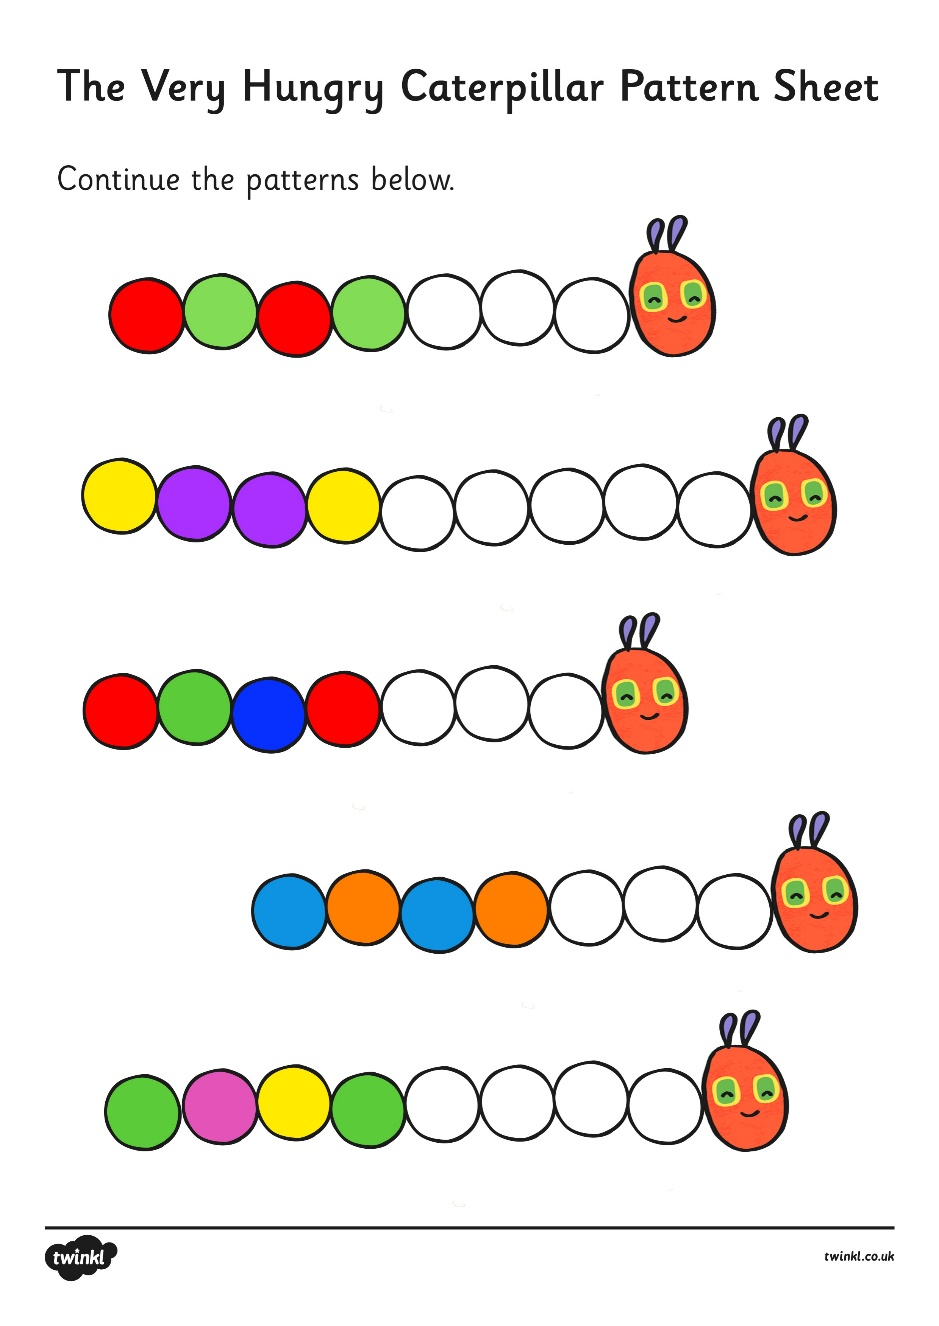 The Very Hungry Caterpillar Pattern Sheet
Continue the patterns below.
twinkl
twinkl.co.uk